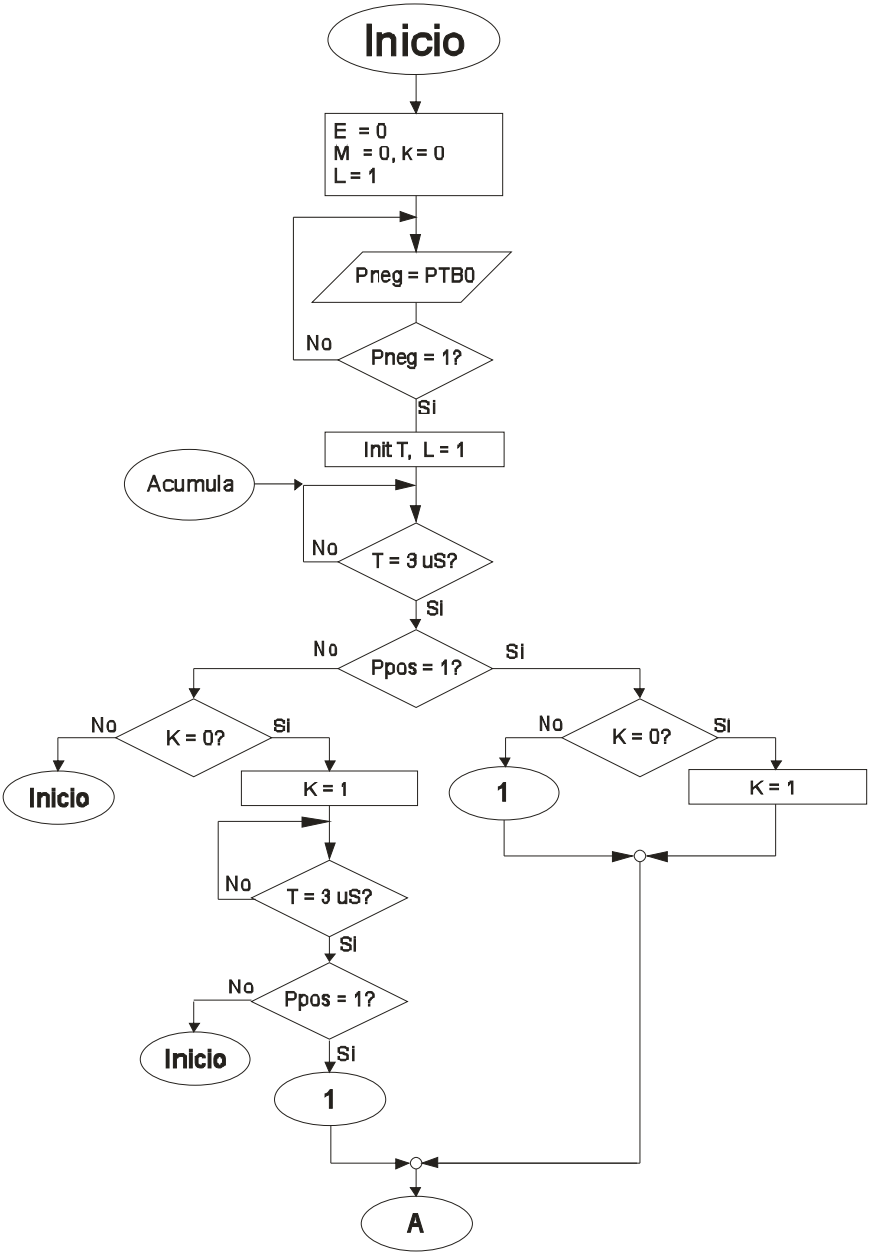 Inicio
E = 0
M = 0, K = 0
L = 1
Pneg = PTB0
No
Pneg = 1?
Si
Init T, L = 1
Acumula
No
T = 3 uS?
Si
No
Ppos = 1?
Si
No
K = 0?
Si
No
K = 0?
Si
Inicio
K = 1
1
K = 1
No
T = 3 uS?
Si
No
Ppos = 1?
Inicio
Si
1
A